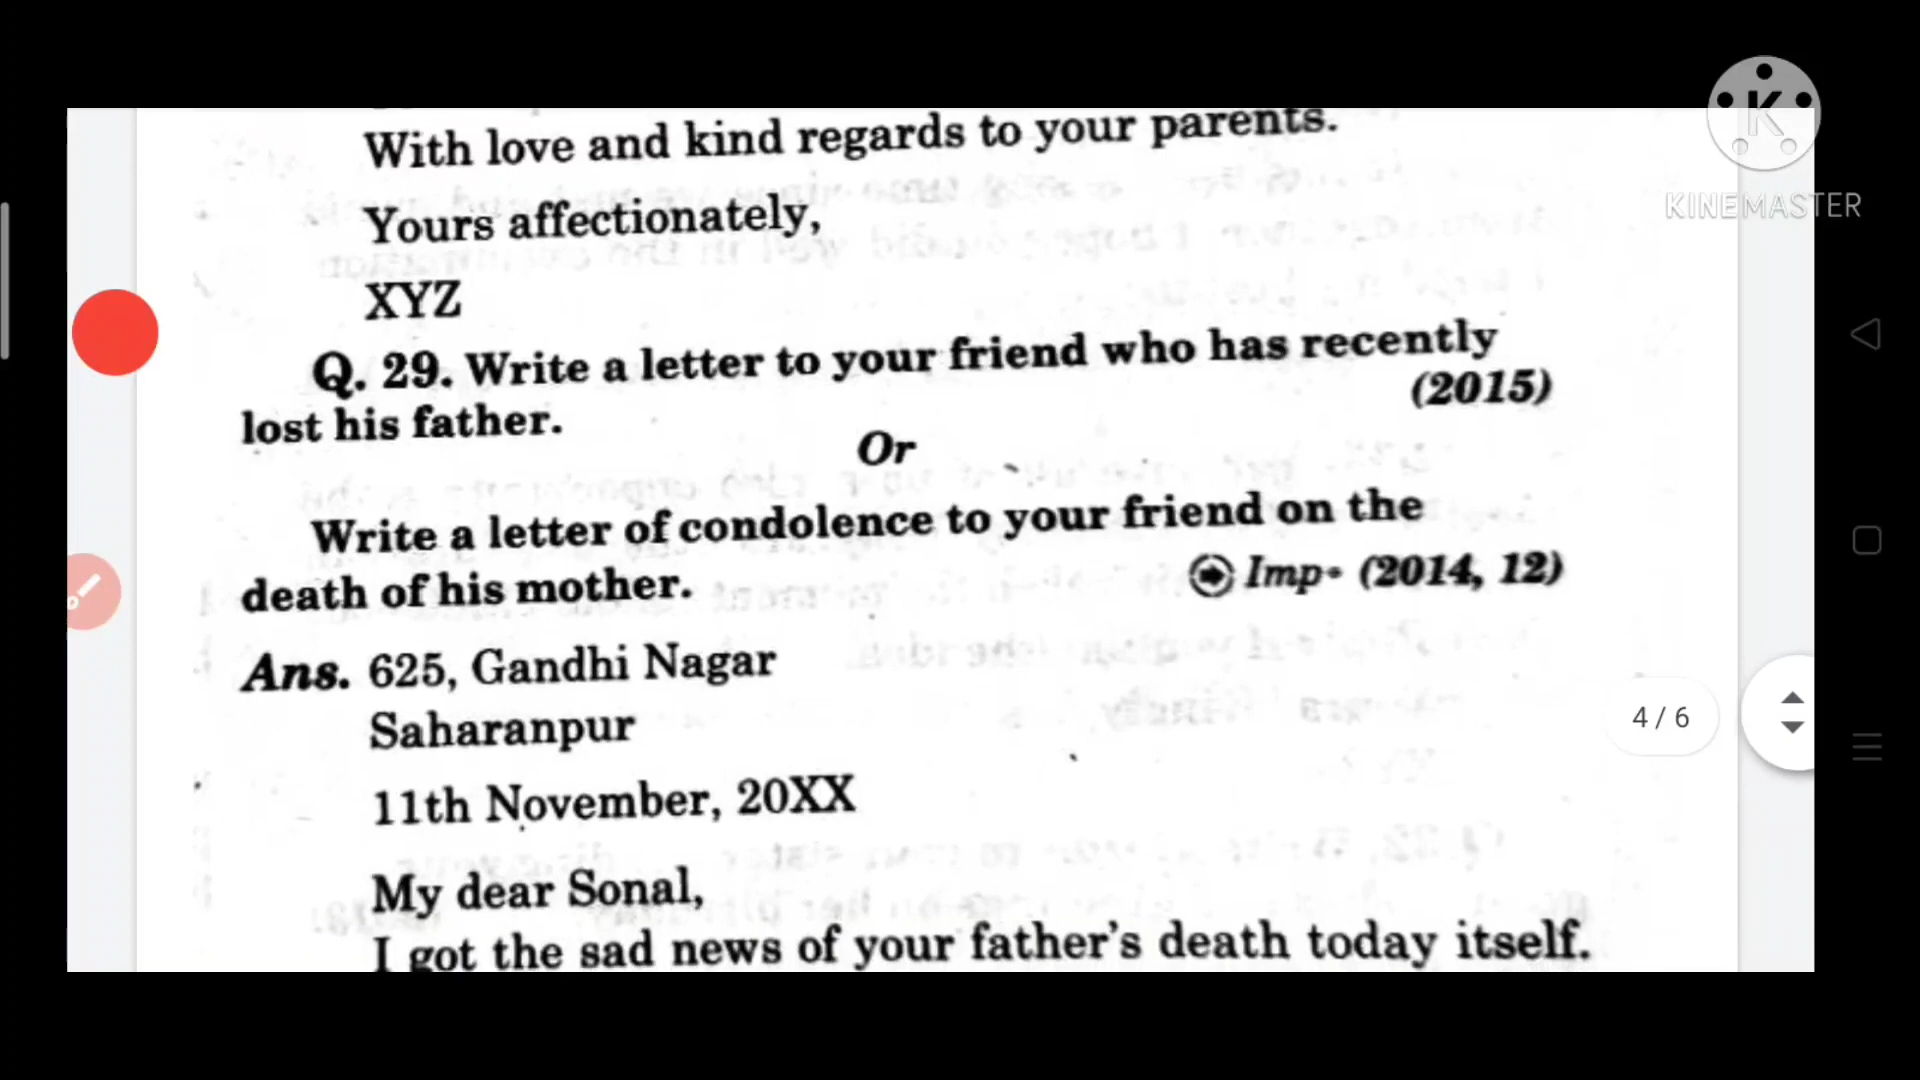 With love and kind regards to your parents.
K
KINEMASTER
Yours affectionately,
XYZ
Q. 29. Write a letter to your friend who has recently
lost his father. (2015)
Or
Write a letter of condolence to your friend on the
death of his mother. Imp. (2014, 12)
Ans. 625, Gandhi Nagar
Saharanpur
4 / 6
11th November, 20XX
My dear Sonal,
I got the sad news of your father's death today itself.